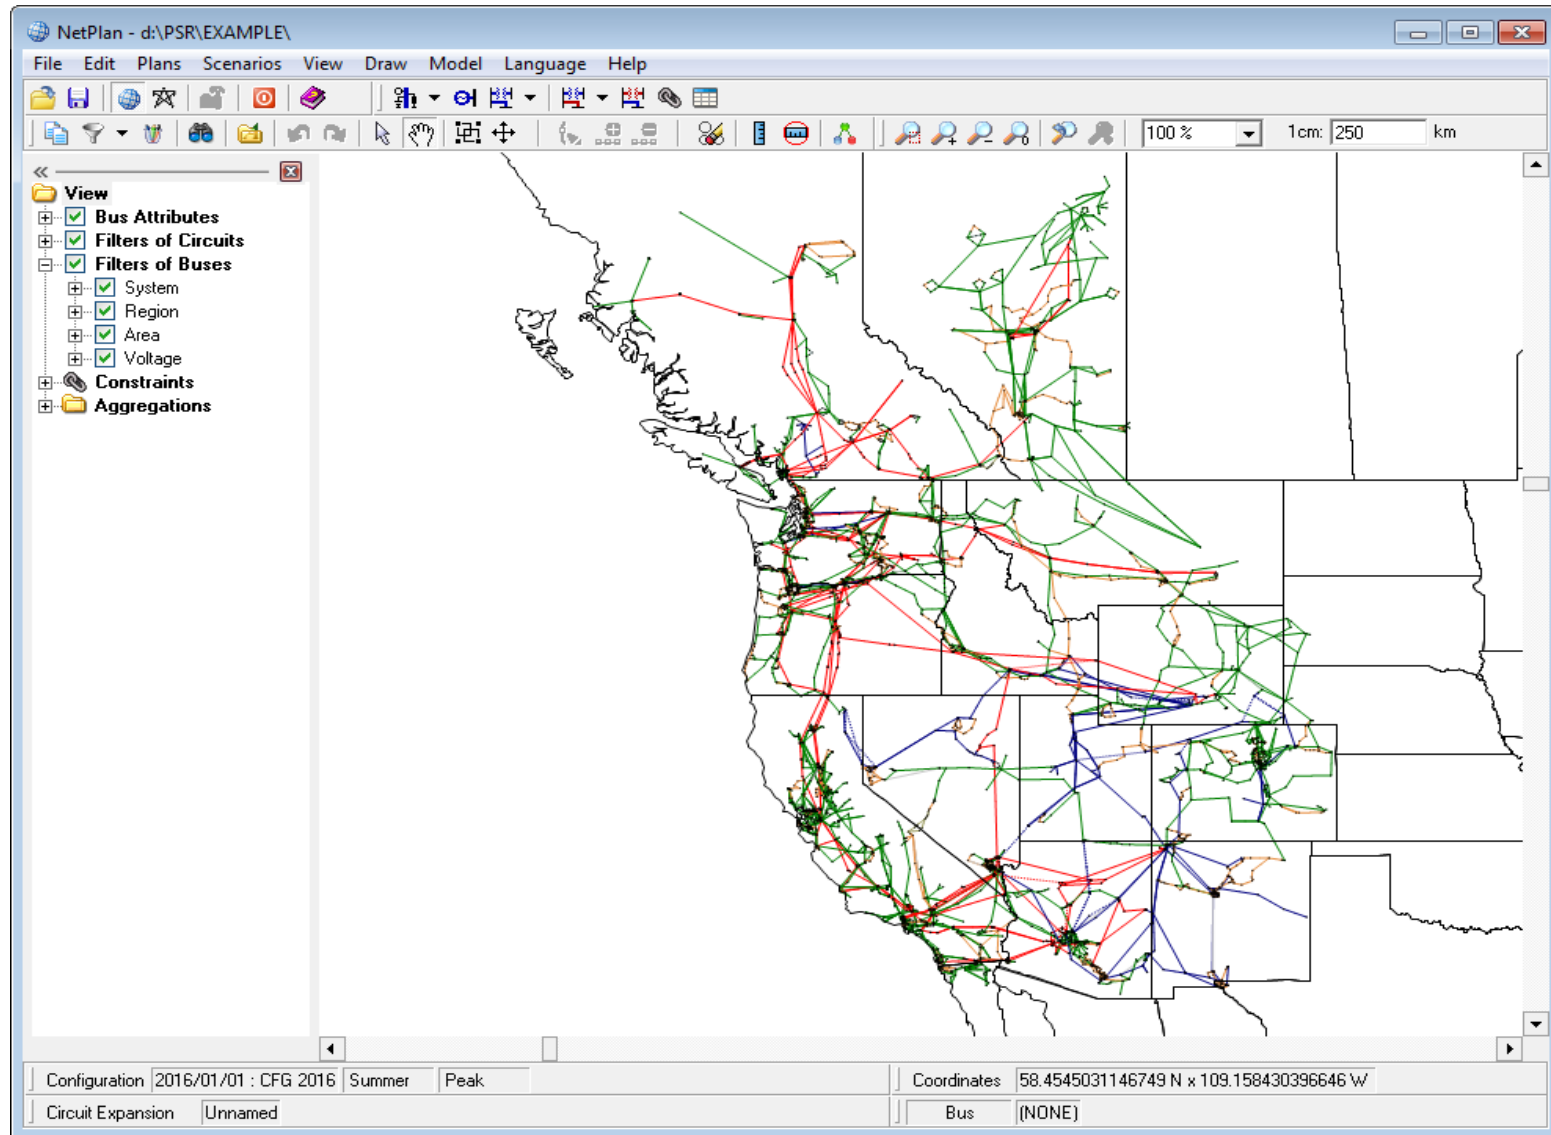 NetPlan - d:\PSR\EXAMPLE\
File Edit Plans Scenarios View Draw Model Language Help
100 % 1cm: 250 km
View
Bus Attributes
Filters of Circuits
Filters of Buses
System
Region
Area
Voltage
Constraints
Aggregations
Configuration 2016/01/01 : CFG 2016 Summer Peak Coordinates 58.4545031146749 N x 109.158430396646 W
Circuit Expansion Unnamed Bus (NONE)